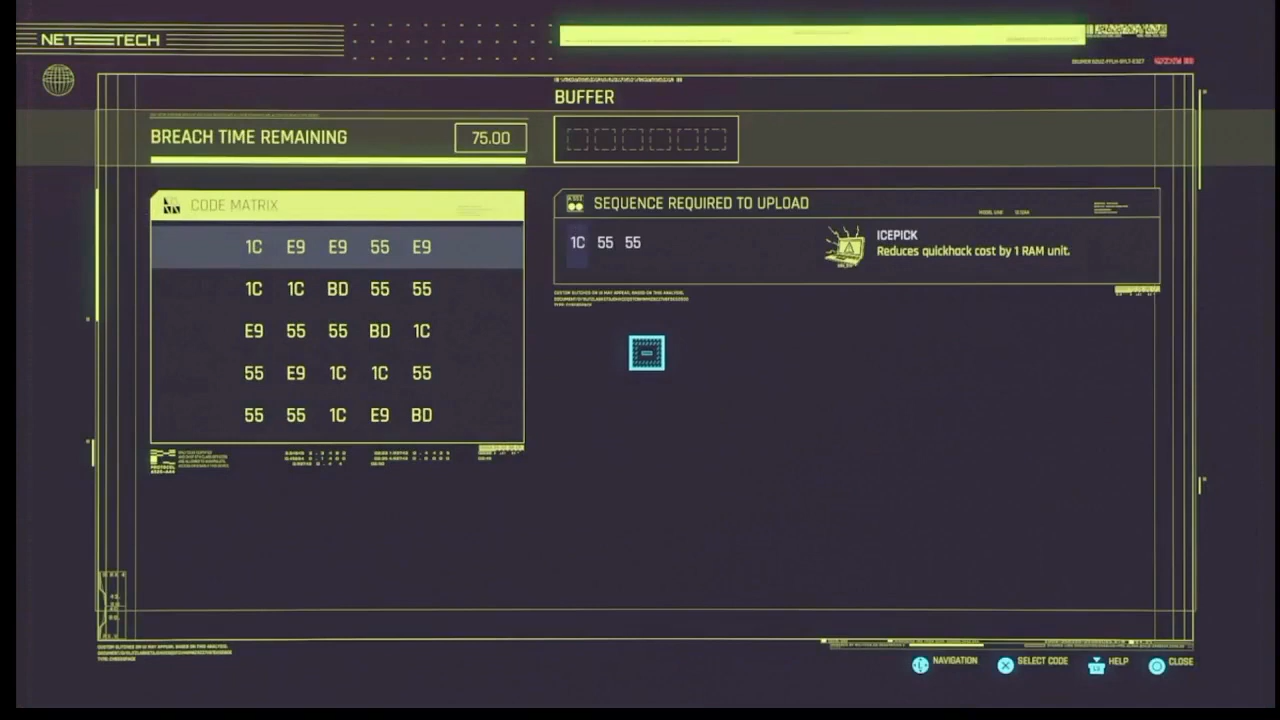 NET TECH
BUFFER
BREACH TIME REMAINING 75.00
CODE MATRIX
SEQUENCE REQUIRED TO UPLOAD
1C E9 E9 55 E9
1C 1C BD 55 55
E9 55 55 BD 1C
55 E9 1C 1C 55
55 55 1C E9 BD
1C 55 55
ICEPICK
Reduces quickhack cost by 1 RAM unit.
NAVIGATION SELECT CODE HELP CLOSE